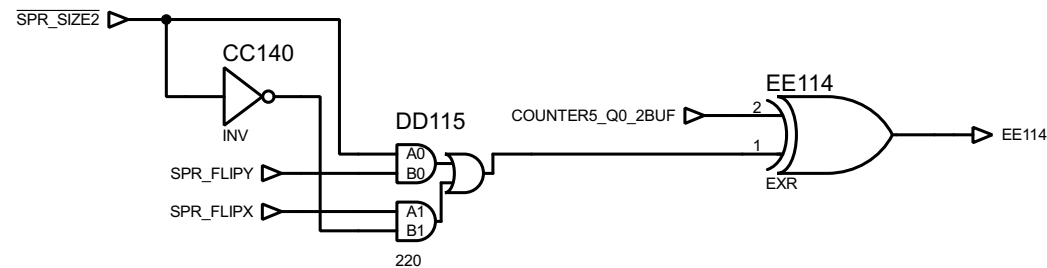 SPR_SIZE2
CC140
INV
DD115
A0
B0
SPR_FLIPY
SPR_FLIPX
A1
B1
220
COUNTER5_Q0_2BUF
EE114
2
1
EXR
EE114